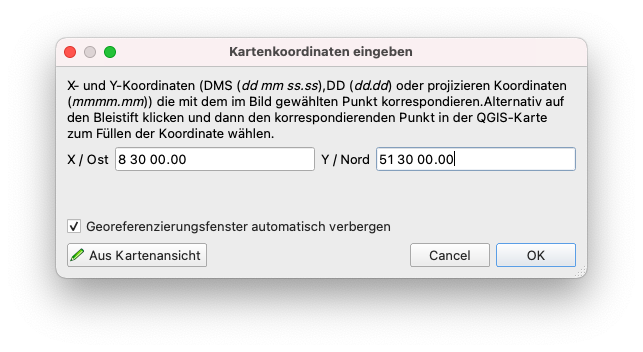 Kartenkoordinaten eingeben
X- und Y-Koordinaten (DMS (dd mm ss.ss),DD (dd.dd) oder projizieren Koordinaten
(mmmm.mm)) die mit dem im Bild gewählten Punkt korrespondieren.Alternativ auf
den Bleistift klicken und dann den korrespondierenden Punkt in der QGIS-Karte
zum Füllen der Koordinate wählen.
X / Ost 8 30 00.00 Y / Nord 51 30 00.00
Georeferenzierungsfenster automatisch verbergen
Aus Kartenansicht Cancel OK